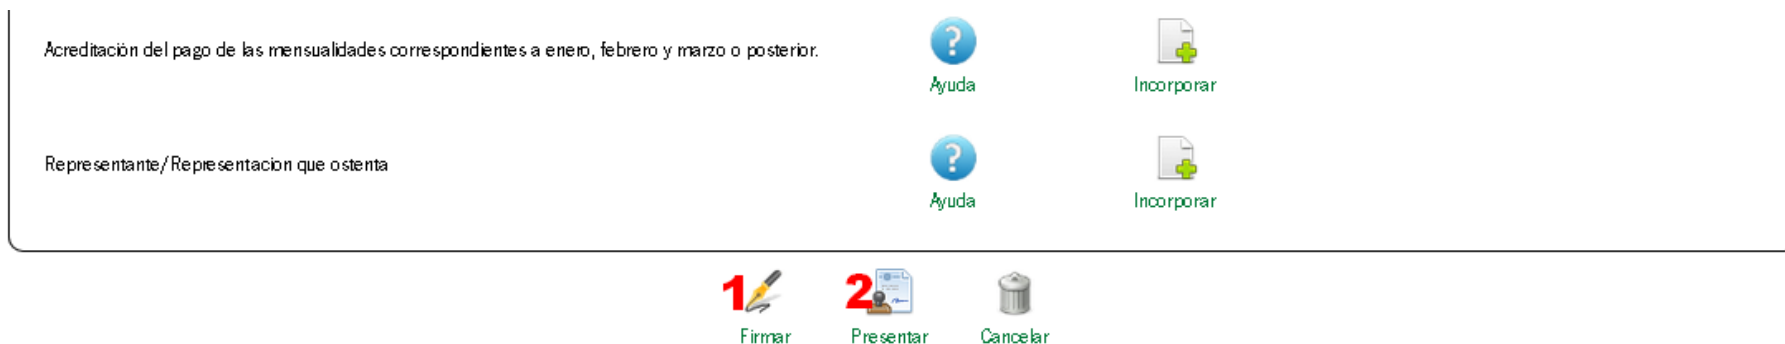 Acreditación del pago de las mensualidades correspondientes a enero, febrero y marzo o posterior.
?
Ayuda
Incorporar
Representante/Representacion que ostenta
?
Ayuda
Incorporar
1 2
Firmar Presentar Cancelar